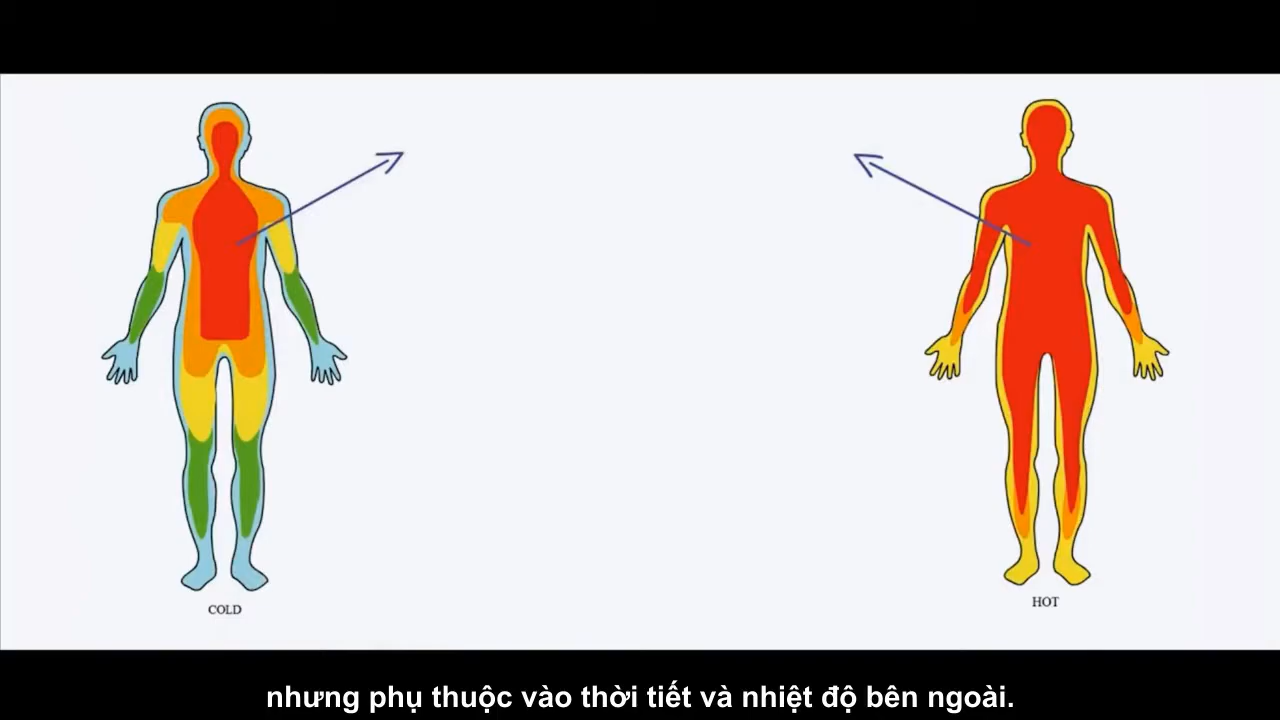 COLD
HOT
nhưng phụ thuộc vào thời tiết và nhiệt độ bên ngoài.